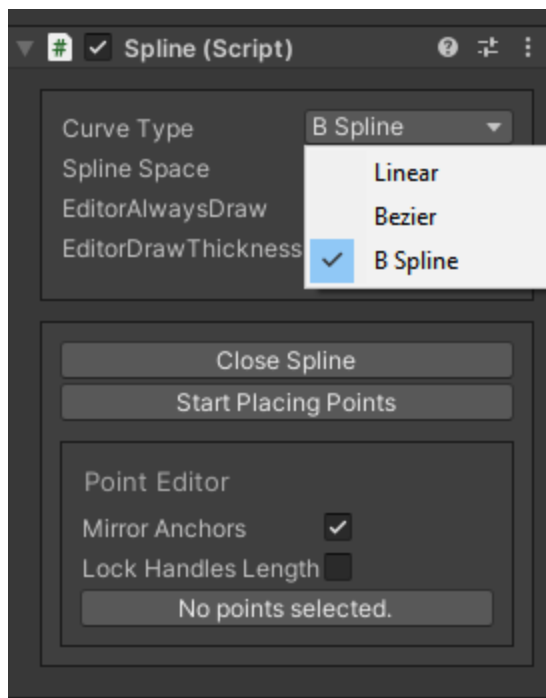 Spline (Script)
Curve Type B Spline
Spline Space
EditorAlwaysDraw
EditorDrawThickness
Linear
Bezier
B Spline
Close Spline
Start Placing Points
Point Editor
Mirror Anchors
Lock Handles Length
No points selected.